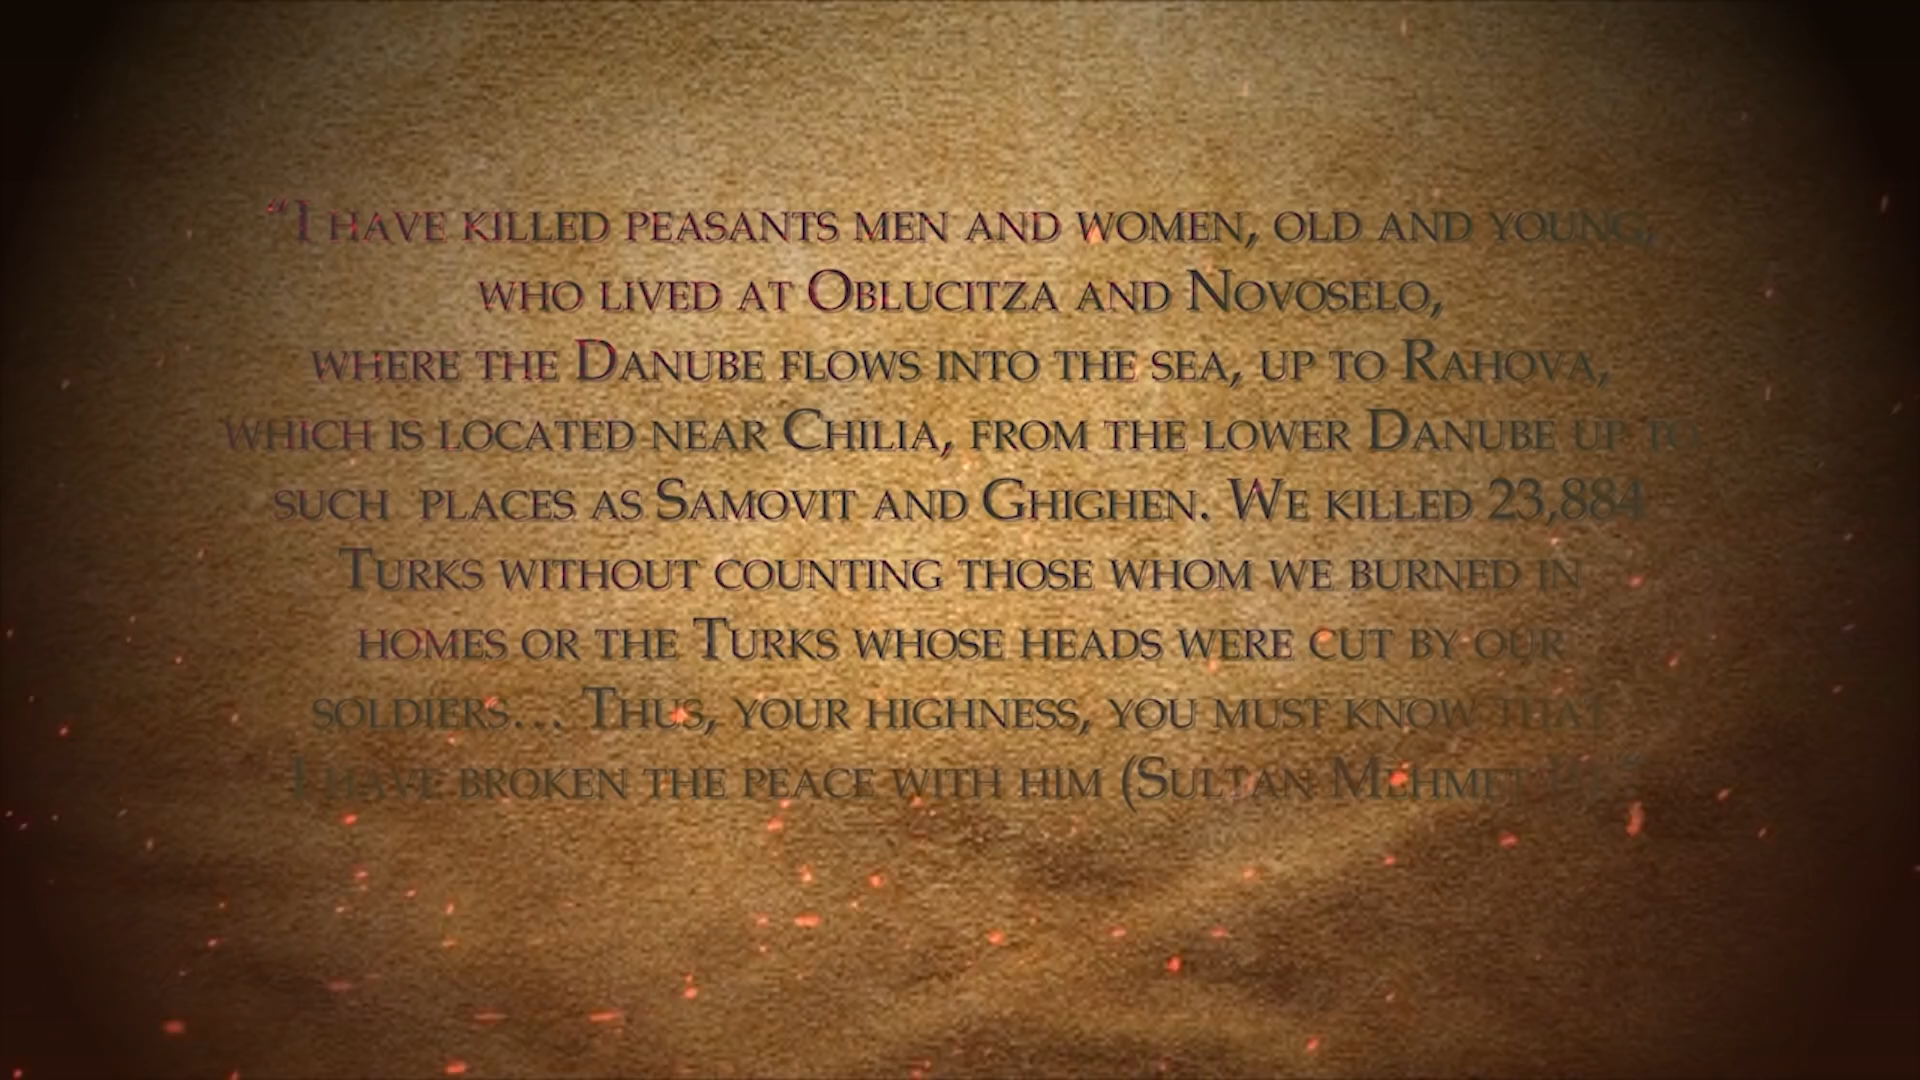 “I have killed peasants men and women, old and young,
who lived at Oblucitza and Novoselo,
where the Danube flows into the sea, up to Rahova,
which is located near Chilia, from the lower Danube up to
such places as Samovit and Ghighen. We killed 23,884
Turks without counting those whom we burned in
homes or the Turks whose heads were cut by our
soldiers... Thus, your highness, you must know that
I have broken the peace with him (Sultan Mehmet